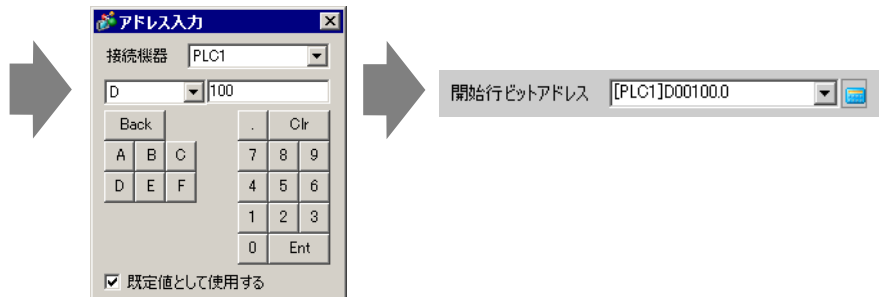 アドレス入力
接続機器 PLC1
D 100
Back . Clr
A B C 7 8 9
D E F 4 5 6
1 2 3
0 Ent
既定値として使用する
開始行ビットアドレス [PLC1]D00100.0